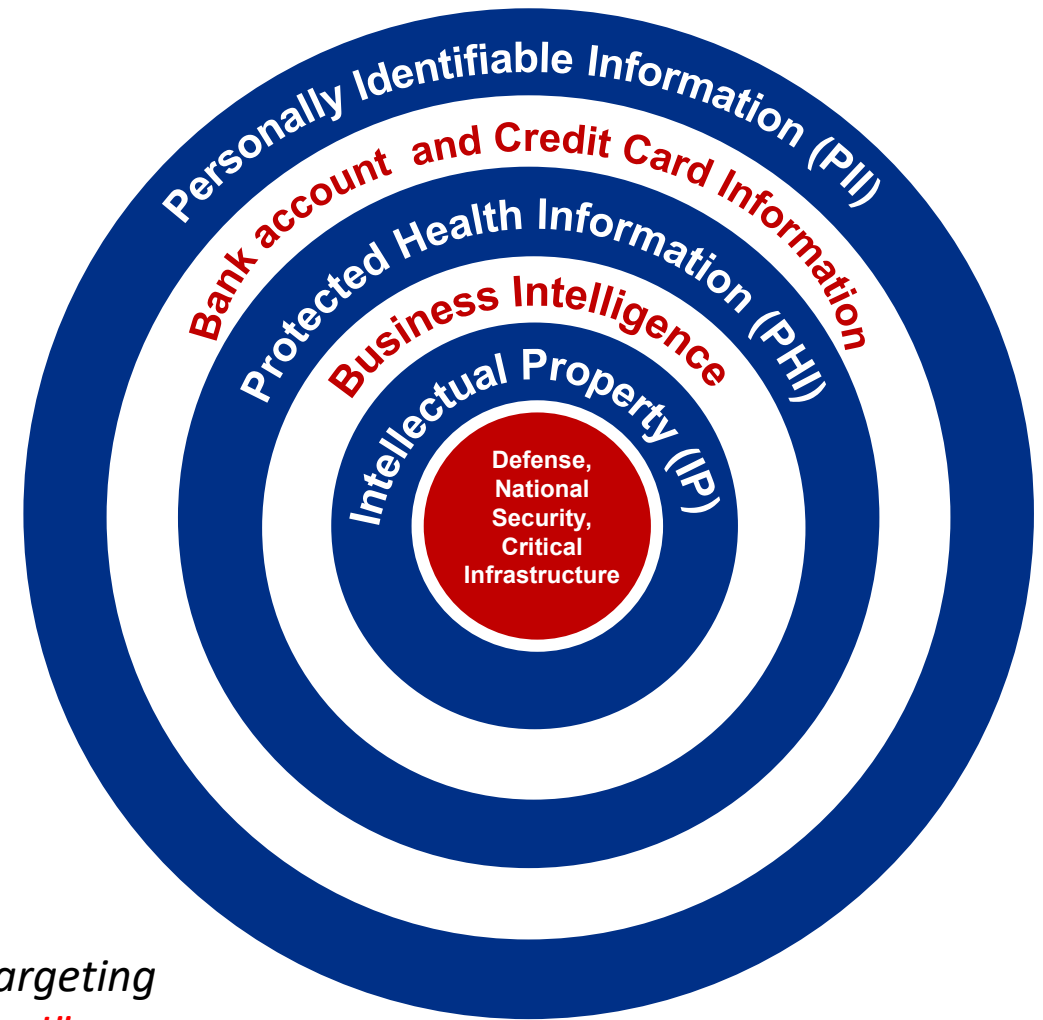 Personally Identifiable Information (PII)
Bank account and Credit Card Information
Protected Health Information (PHI)
Business Intelligence
Intellectual Property (IP)
Defense,
National
Security,
Critical
Infrastructure
argeting